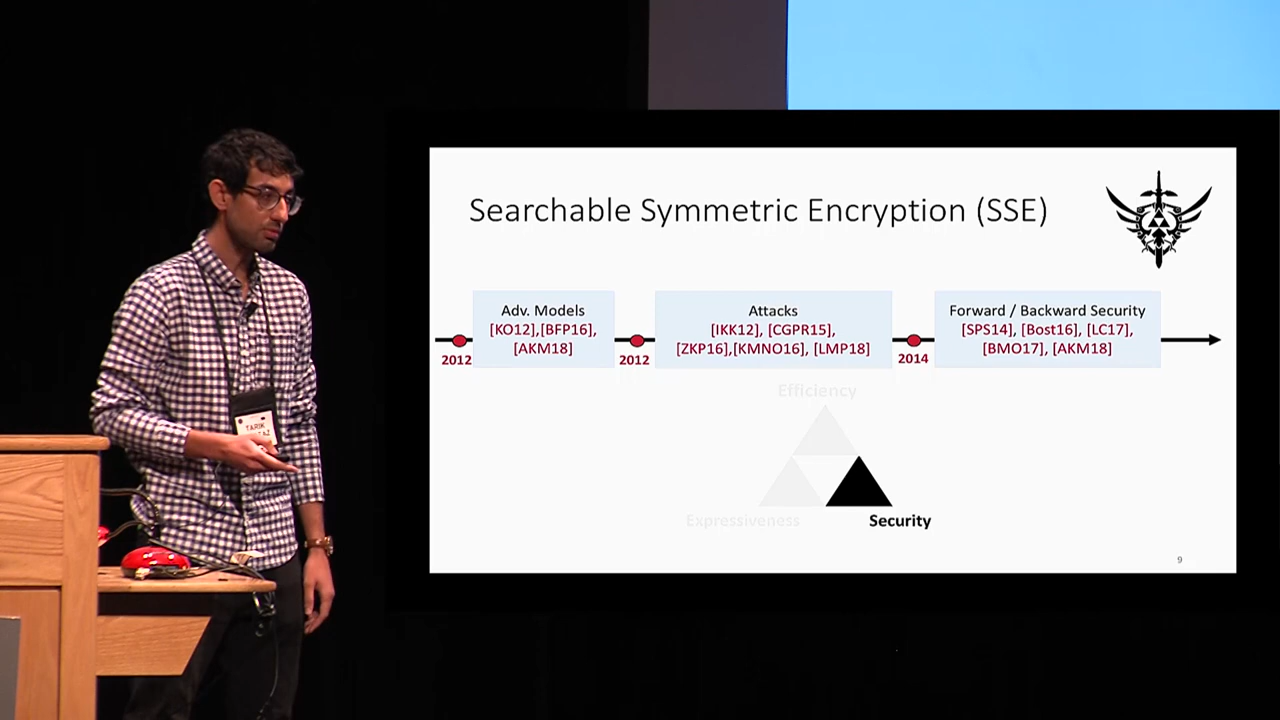 Searchable Symmetric Encryption (SSE)
Adv. Models
[KO12],[BFP16],
[AKM18]
Attacks
[IKK12], [CGPR15],
[ZKP16],[KMNO16], [LMP18]
Forward / Backward Security
[SPS14], [Bost16], [LC17],
[BMO17], [AKM18]
2012
2012
2014
Efficiency
Expressiveness
Security
9
TARIK